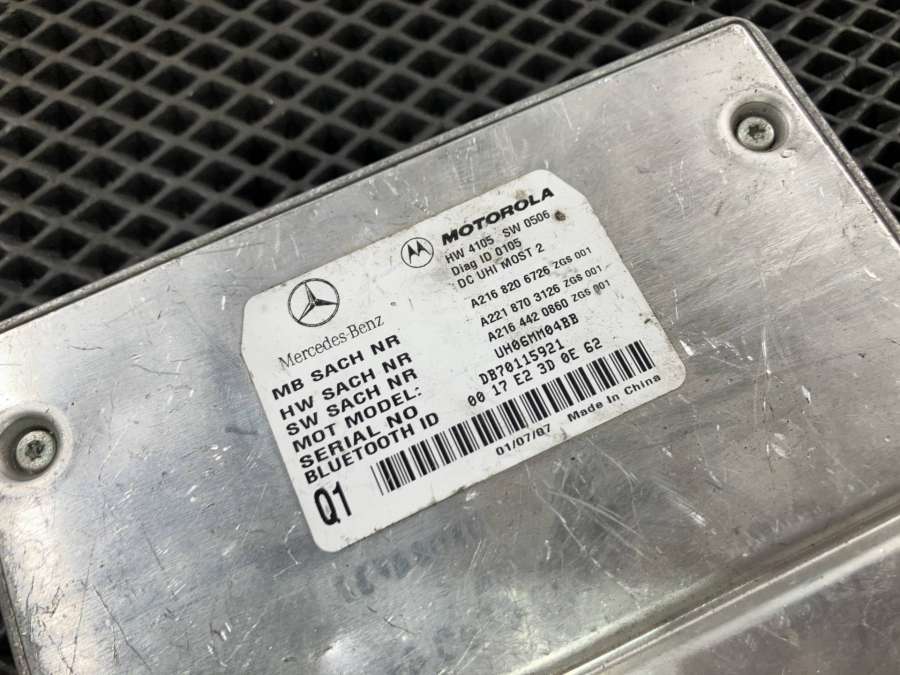 MOTOROLA
HW 4105 SW 0506
Diag ID 0105
DC UHI MOST 2
Mercedes-Benz
MB SACH NR A216 820 6726 ZGS 001
HW SACH NR A221 870 3126 ZGS 001
SW SACH NR A216 442 0860 ZGS 001
MOT MODEL: UH06MM04BB
SERIAL NO DB70115921
BLUETOOTH ID 00 17 E2 3D 0E 62
Q1
01/07/07 Made In China